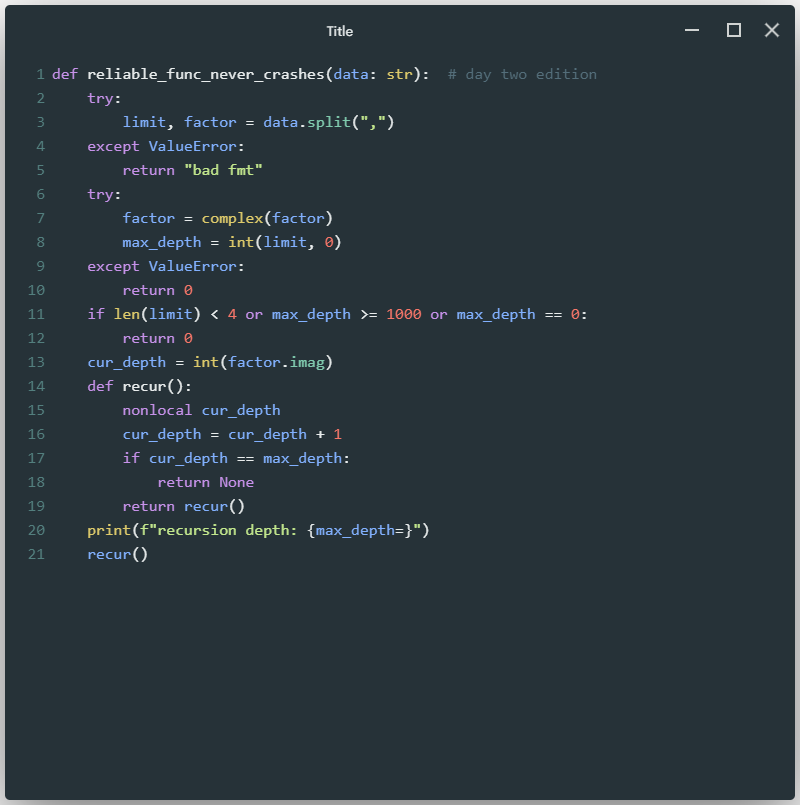 Title
1 def reliable_func_never_crashes(data: str):  # day two edition
2     try:
3         limit, factor = data.split(",")
4     except ValueError:
5         return "bad fmt"
6     try:
7         factor = complex(factor)
8         max_depth = int(limit, 0)
9     except ValueError:
10         return 0
11     if len(limit) < 4 or max_depth >= 1000 or max_depth == 0:
12         return 0
13     cur_depth = int(factor.imag)
14     def recur():
15         nonlocal cur_depth
16         cur_depth = cur_depth + 1
17         if cur_depth == max_depth:
18             return None
19         return recur()
20     print(f"recursion depth: {max_depth=}")
21     recur()